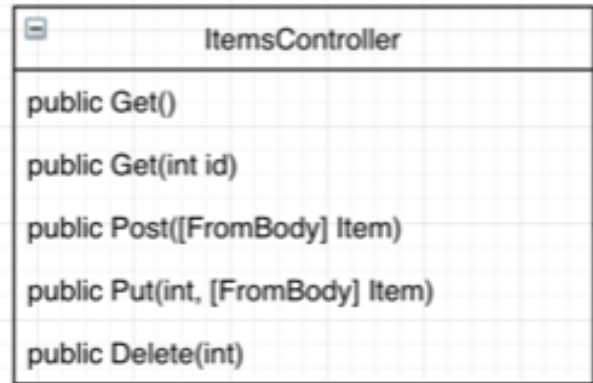 ItemsController
public Get()
public Get(int id)
public Post([FromBody] Item)
public Put(int, [FromBody] Item)
public Delete(int)